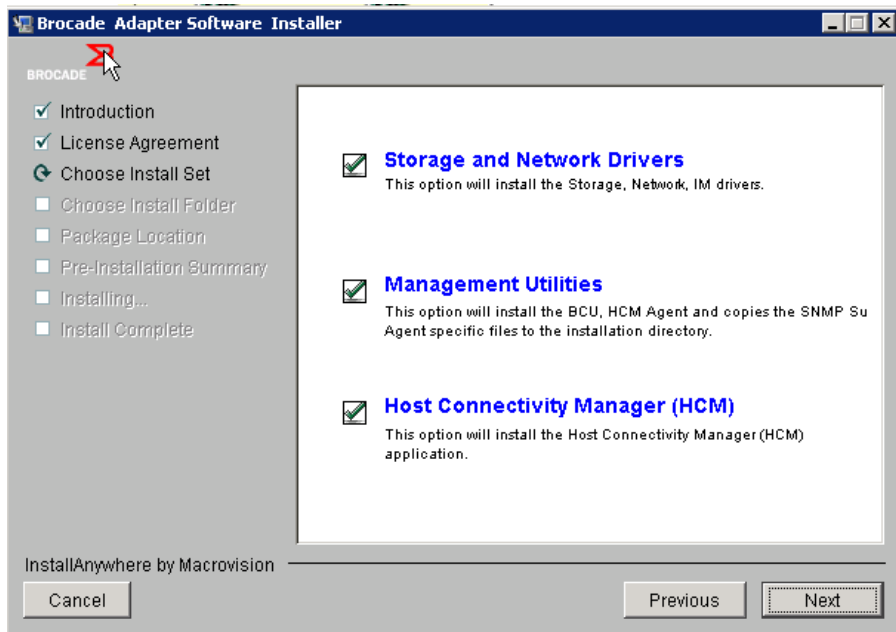 Brocade Adapter Software Installer
BROCADE
Introduction
License Agreement
Choose Install Set
Choose Install Folder
Package Location
Pre-Installation Summary
Installing...
Install Complete
Storage and Network Drivers
This option will install the Storage, Network, IM drivers.
Management Utilities
This option will install the BCU, HCM Agent and copies the SNMP Su
Agent specific files to the installation directory.
Host Connectivity Manager (HCM)
This option will install the Host Connectivity Manager (HCM)
application.
InstallAnywhere by Macrovision
Cancel
Previous
Next